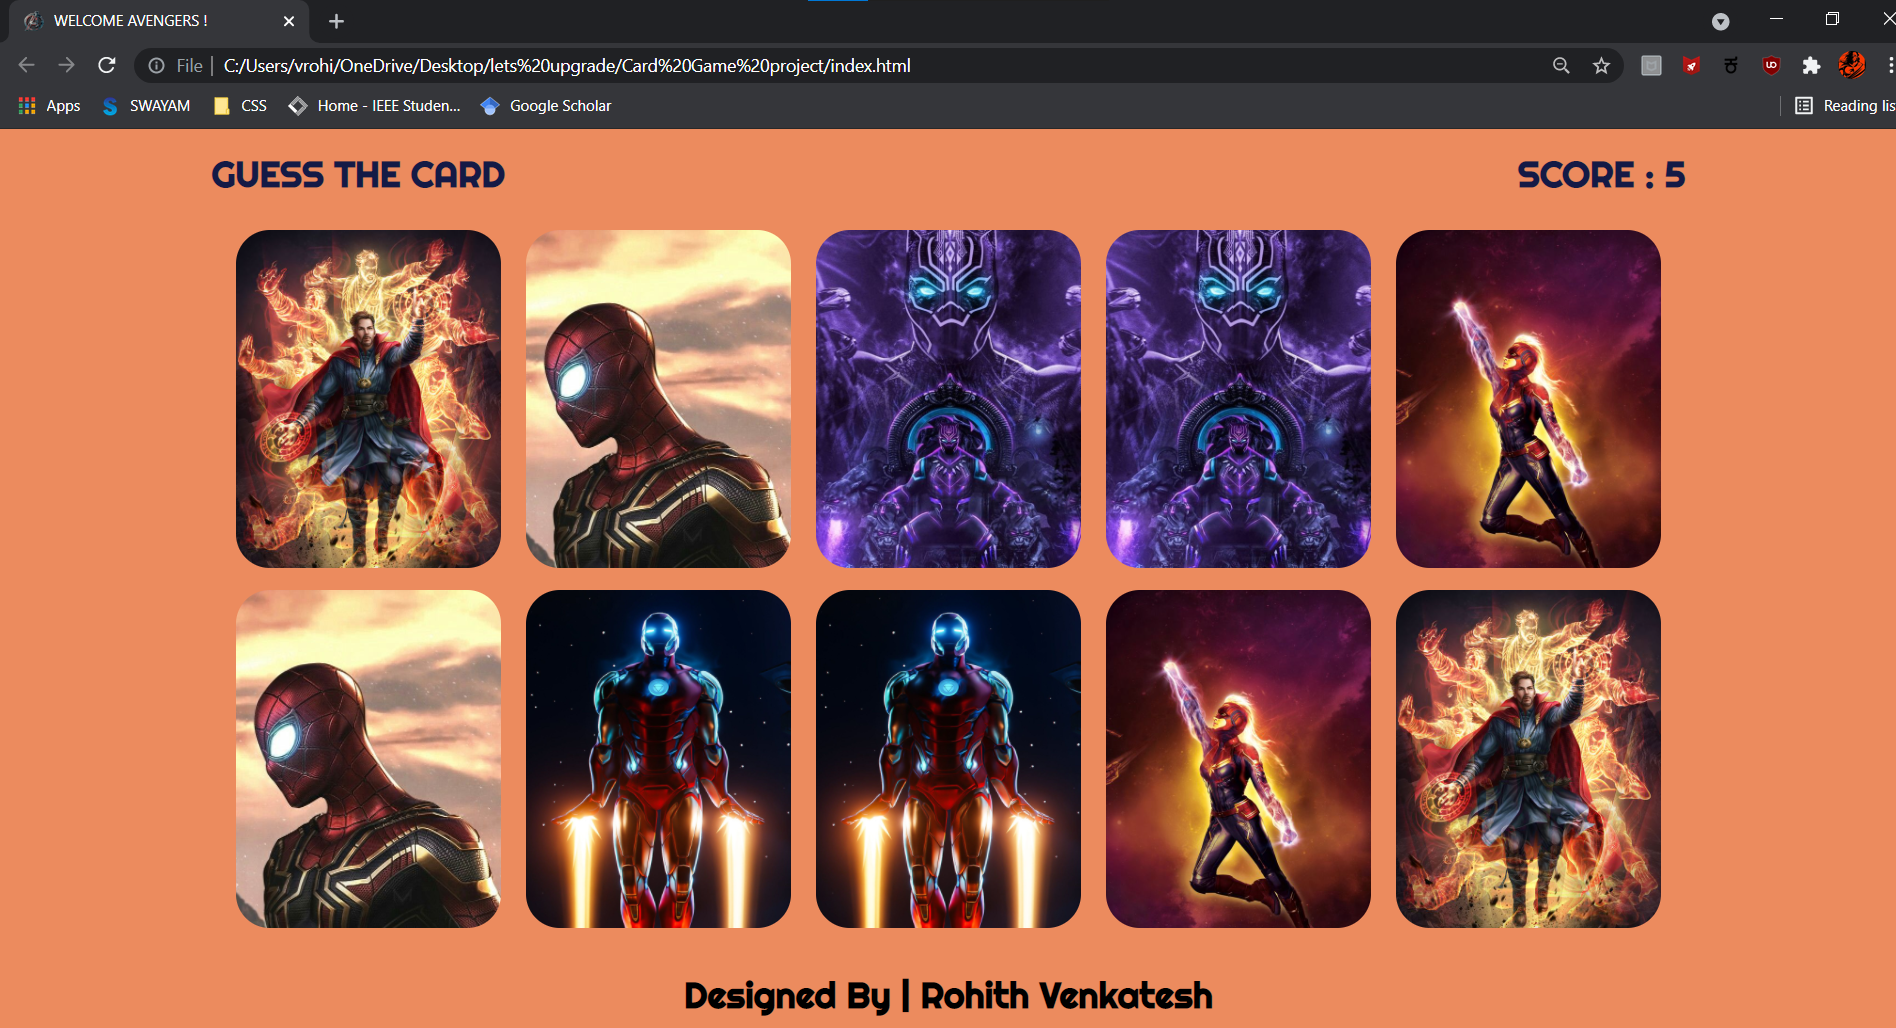 WELCOME AVENGERS !
File | C:/Users/vrohi/OneDrive/Desktop/lets%20upgrade/Card%20Game%20project/index.html
Apps SWAYAM CSS Home - IEEE Studen... Google Scholar Reading lis
GUESS THE CARD SCORE : 5
Designed By | Rohith Venkatesh